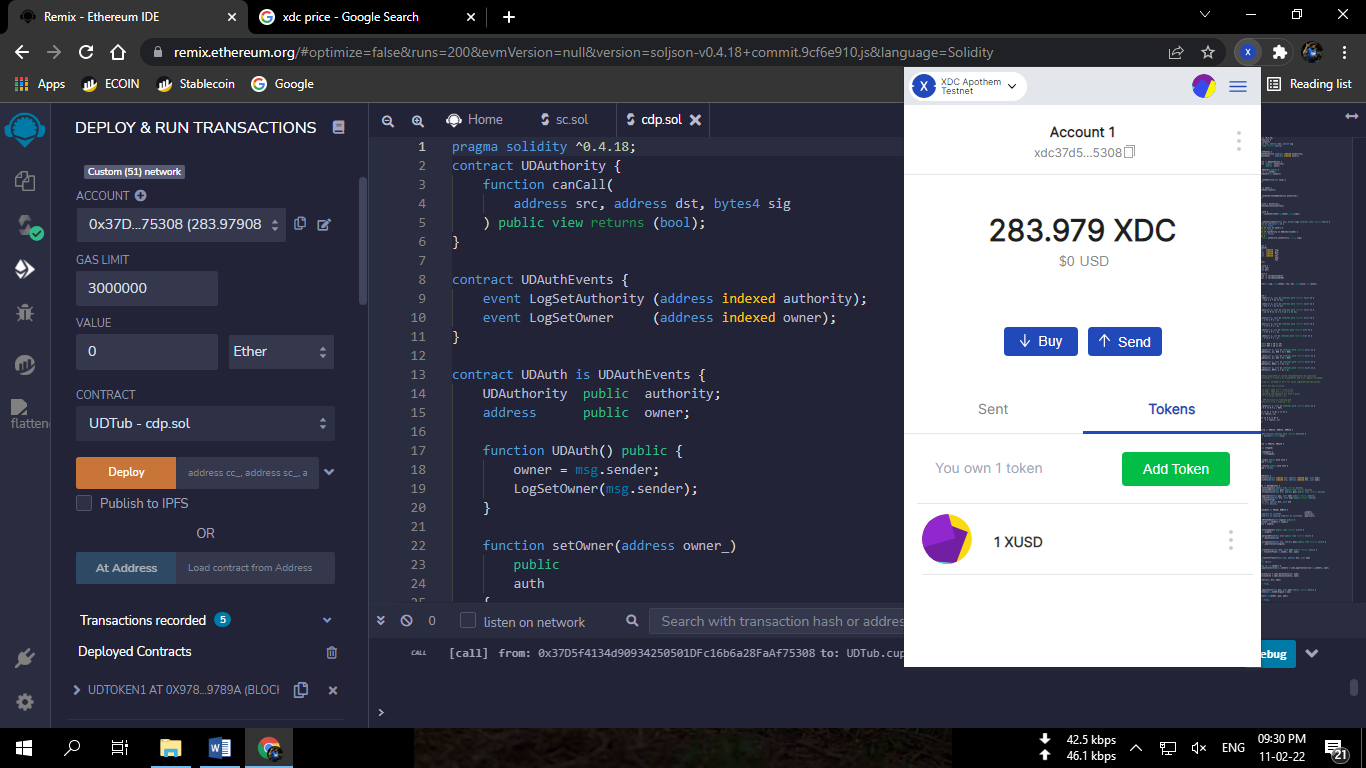 Remix - Ethereum IDE
xdc price - Google Search
remix.ethereum.org/#optimize=false&runs=200&evmVersion=null&version=soljson-v0.4.18+commit.9cf6e910.js&language=Solidity
Apps
ECOIN
Stablecoin
Google
Reading list
DEPLOY & RUN TRANSACTIONS
Custom (51) network
ACCOUNT
0x37D...75308 (283.97908
GAS LIMIT
3000000
VALUE
0
Ether
CONTRACT
UDTub - cdp.sol
Deploy
address cc_, address sc_, a
Publish to IPFS
OR
At Address
Load contract from Address
Transactions recorded 5
Deployed Contracts
UDTOKEN1 AT 0X978...9789A (BLOCK
flattene
Home
sc.sol
cdp.sol
1 pragma solidity ^0.4.18;
2 contract UDAuthority {
3 function canCall(
4 address src, address dst, bytes4 sig
5 ) public view returns (bool);
6 }
7
8 contract UDAuthEvents {
9 event LogSetAuthority (address indexed authority);
10 event LogSetOwner (address indexed owner);
11 }
12
13 contract UDAuth is UDAuthEvents {
14 UDAuthority public authority;
15 address public owner;
16
17 function UDAuth() public {
18 owner = msg.sender;
19 LogSetOwner(msg.sender);
20 }
21
22 function setOwner(address owner_)
23 public
24 auth
25 {
0
listen on network
Search with transaction hash or address
CALL
[call] from: 0x37D5f4134d90934250501DFc16b6a28FaAf75308 to: UDTub.cup
ebug
>
X
XDC Apothem
Testnet
Account 1
xdc37d5...5308
283.979 XDC
$0 USD
Buy
Send
Sent
Tokens
You own 1 token
Add Token
1 XUSD
42.5 kbps
46.1 kbps
ENG
09:30 PM
11-02-22
21